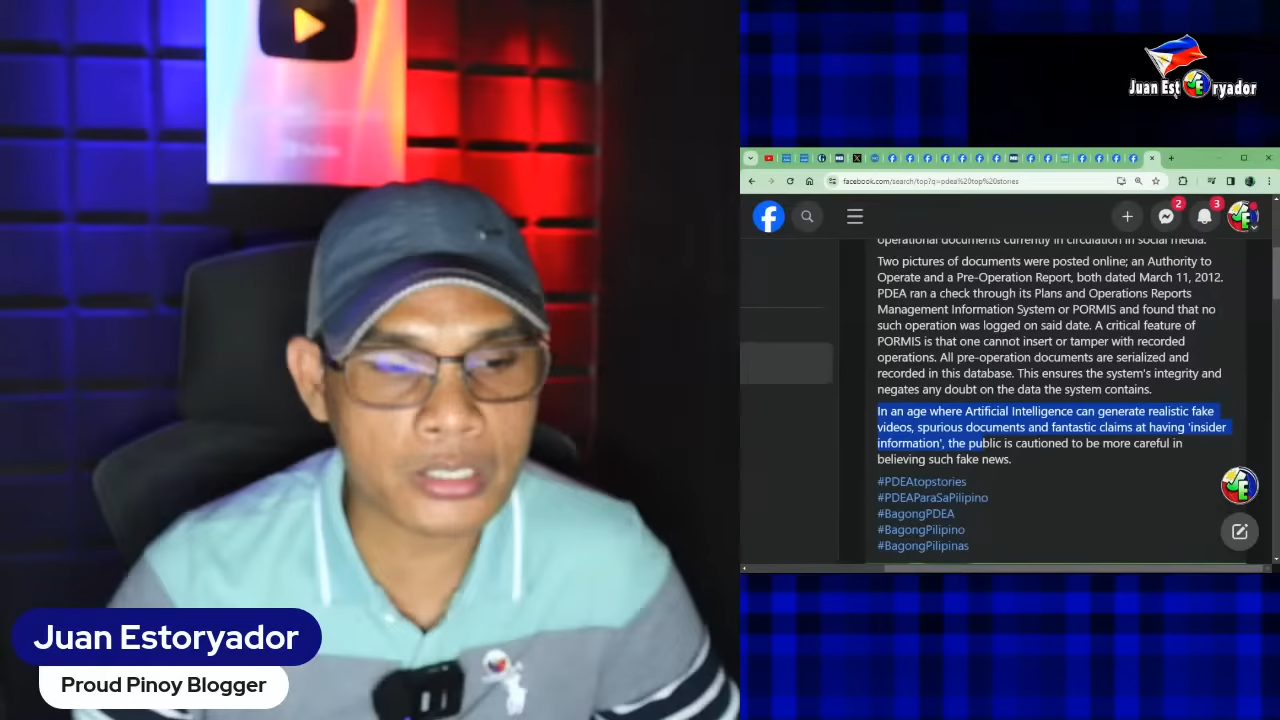 Juan Est ryador
facebook.com/search/top?q=pdea%20top%20stories
2
3
operational documents currently in circulation in social media.
Two pictures of documents were posted online; an Authority to
Operate and a Pre-Operation Report, both dated March 11, 2012.
PDEA ran a check through its Plans and Operations Reports
Management Information System or PORMIS and found that no
such operation was logged on said date. A critical feature of
PORMIS is that one cannot insert or tamper with recorded
operations. All pre-operation documents are serialized and
recorded in this database. This ensures the system's integrity and
negates any doubt on the data the system contains.
In an age where Artificial Intelligence can generate realistic fake
videos, spurious documents and fantastic claims at having 'insider
information', the public is cautioned to be more careful in
believing such fake news.
#PDEAtopstories
#PDEAParaSaPilipino
#BagongPDEA
#BagongPilipino
#BagongPilipinas
Juan Estoryador
Proud Pinoy Blogger